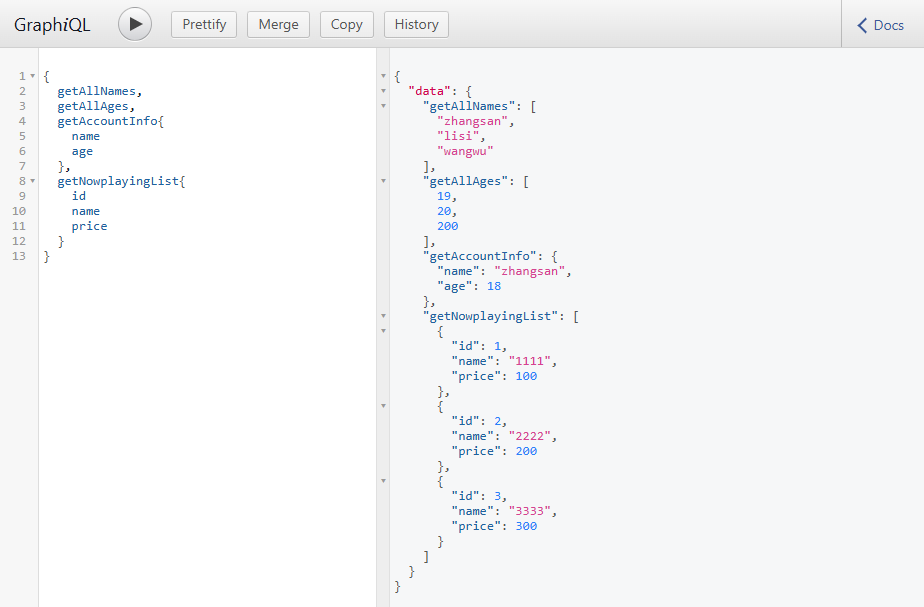 GraphiQL
Prettify
Merge
Copy
History
Docs
1 {
2 getAllNames,
3 getAllAges,
4 getAccountInfo{
5 name
6 age
7 },
8 getNowplayingList{
9 id
10 name
11 price
12 }
13 }
{
"data": {
"getAllNames": [
"zhangsan",
"lisi",
"wangwu"
],
"getAllAges": [
19,
20,
200
],
"getAccountInfo": {
"name": "zhangsan",
"age": 18
},
"getNowplayingList": [
{
"id": 1,
"name": "1111",
"price": 100
},
{
"id": 2,
"name": "2222",
"price": 200
},
{
"id": 3,
"name": "3333",
"price": 300
}
]
}
}